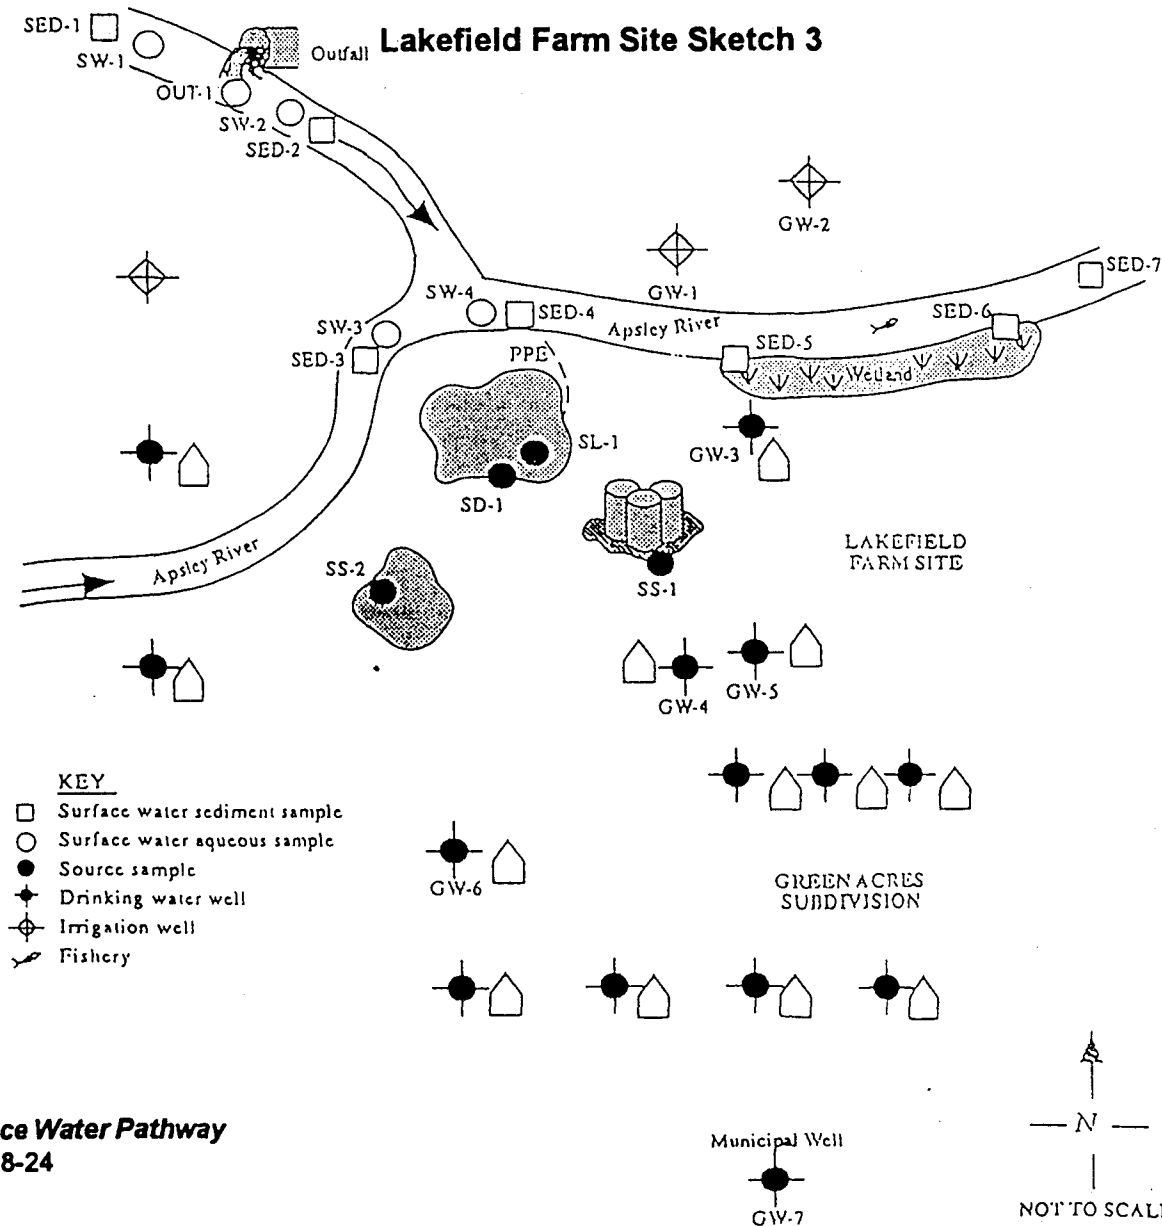 Lakefield Farm Site Sketch 3
SED-1
SW-1
Outfall
OUT-1
SW-2
SED-2
GW-2
GW-1
SED-7
SW-4
SED-4
SW-3
SED-3
Apsley River
SED-6
SED-5
PPE
Wetland
GW-3
SL-1
SD-1
LAKEFIELD
FARM SITE
Apsley River
SS-2
SS-1
GW-4
GW-5
KEY
Surface water sediment sample
Surface water aqueous sample
Source sample
Drinking water well
Irrigation well
Fishery
GW-6
GREEN ACRES
SUBDIVISION
ce Water Pathway
8-24
Municipal Well
GW-7
N
NOT TO SCALE